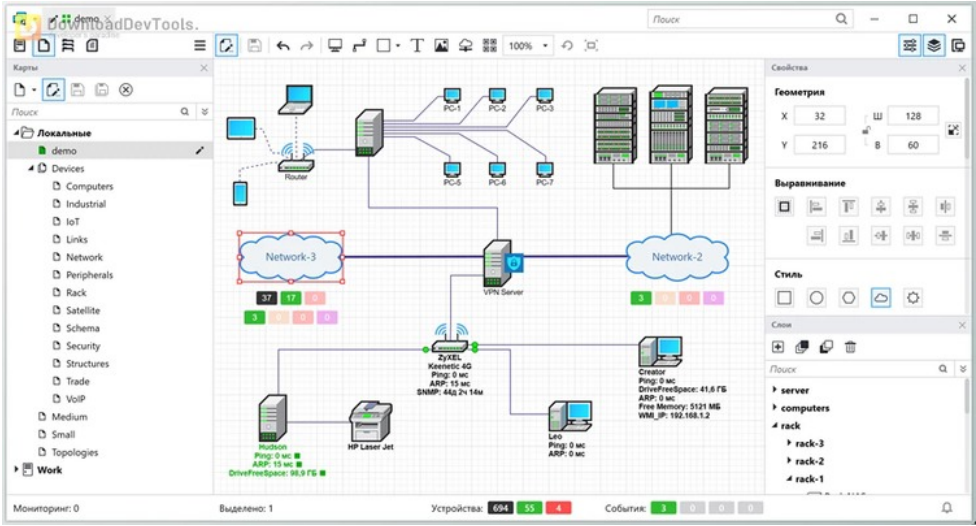 demo
DownloadDevTools.
Поиск
Карты
100%
Свойства
Поиск
Геометрия
X 32 Ш 128
Y 216 В 60
Локальные
demo
Devices
Computers
Industrial
IoT
Links
Network
Peripherals
Rack
Satellite
Schema
Security
Structures
Trade
VoIP
Medium
Small
Topologies
Work
PC-1 PC-2 PC-3
PC-5 PC-6 PC-7
Router
Network-3
Network-2
VPN Server
37 17 0
3 0 0 0
3 0 0 0
ZyXEL
Keenetic 4G
Ping: 0 мс
ARP: 15 мс
SNMP: 44д 2ч 14м
Creator
Ping: 0 мс
DriveFreeSpace: 41,6 ГБ
ARP: 0 мс
Free Memory: 5121 МБ
WMI_IP: 192.168.1.2
Hudson
Ping: 0 мс
ARP: 15 мс
DriveFreeSpace: 98,9 ГБ
HP Laser Jet
Leo
Ping: 0 мс
ARP: 0 мс
Выравнивание
Стиль
Слои
Поиск
server
computers
rack
rack-3
rack-2
rack-1
Мониторинг: 0
Выделено: 1
Устройства: 694 55 4
События: 3 0 0 0